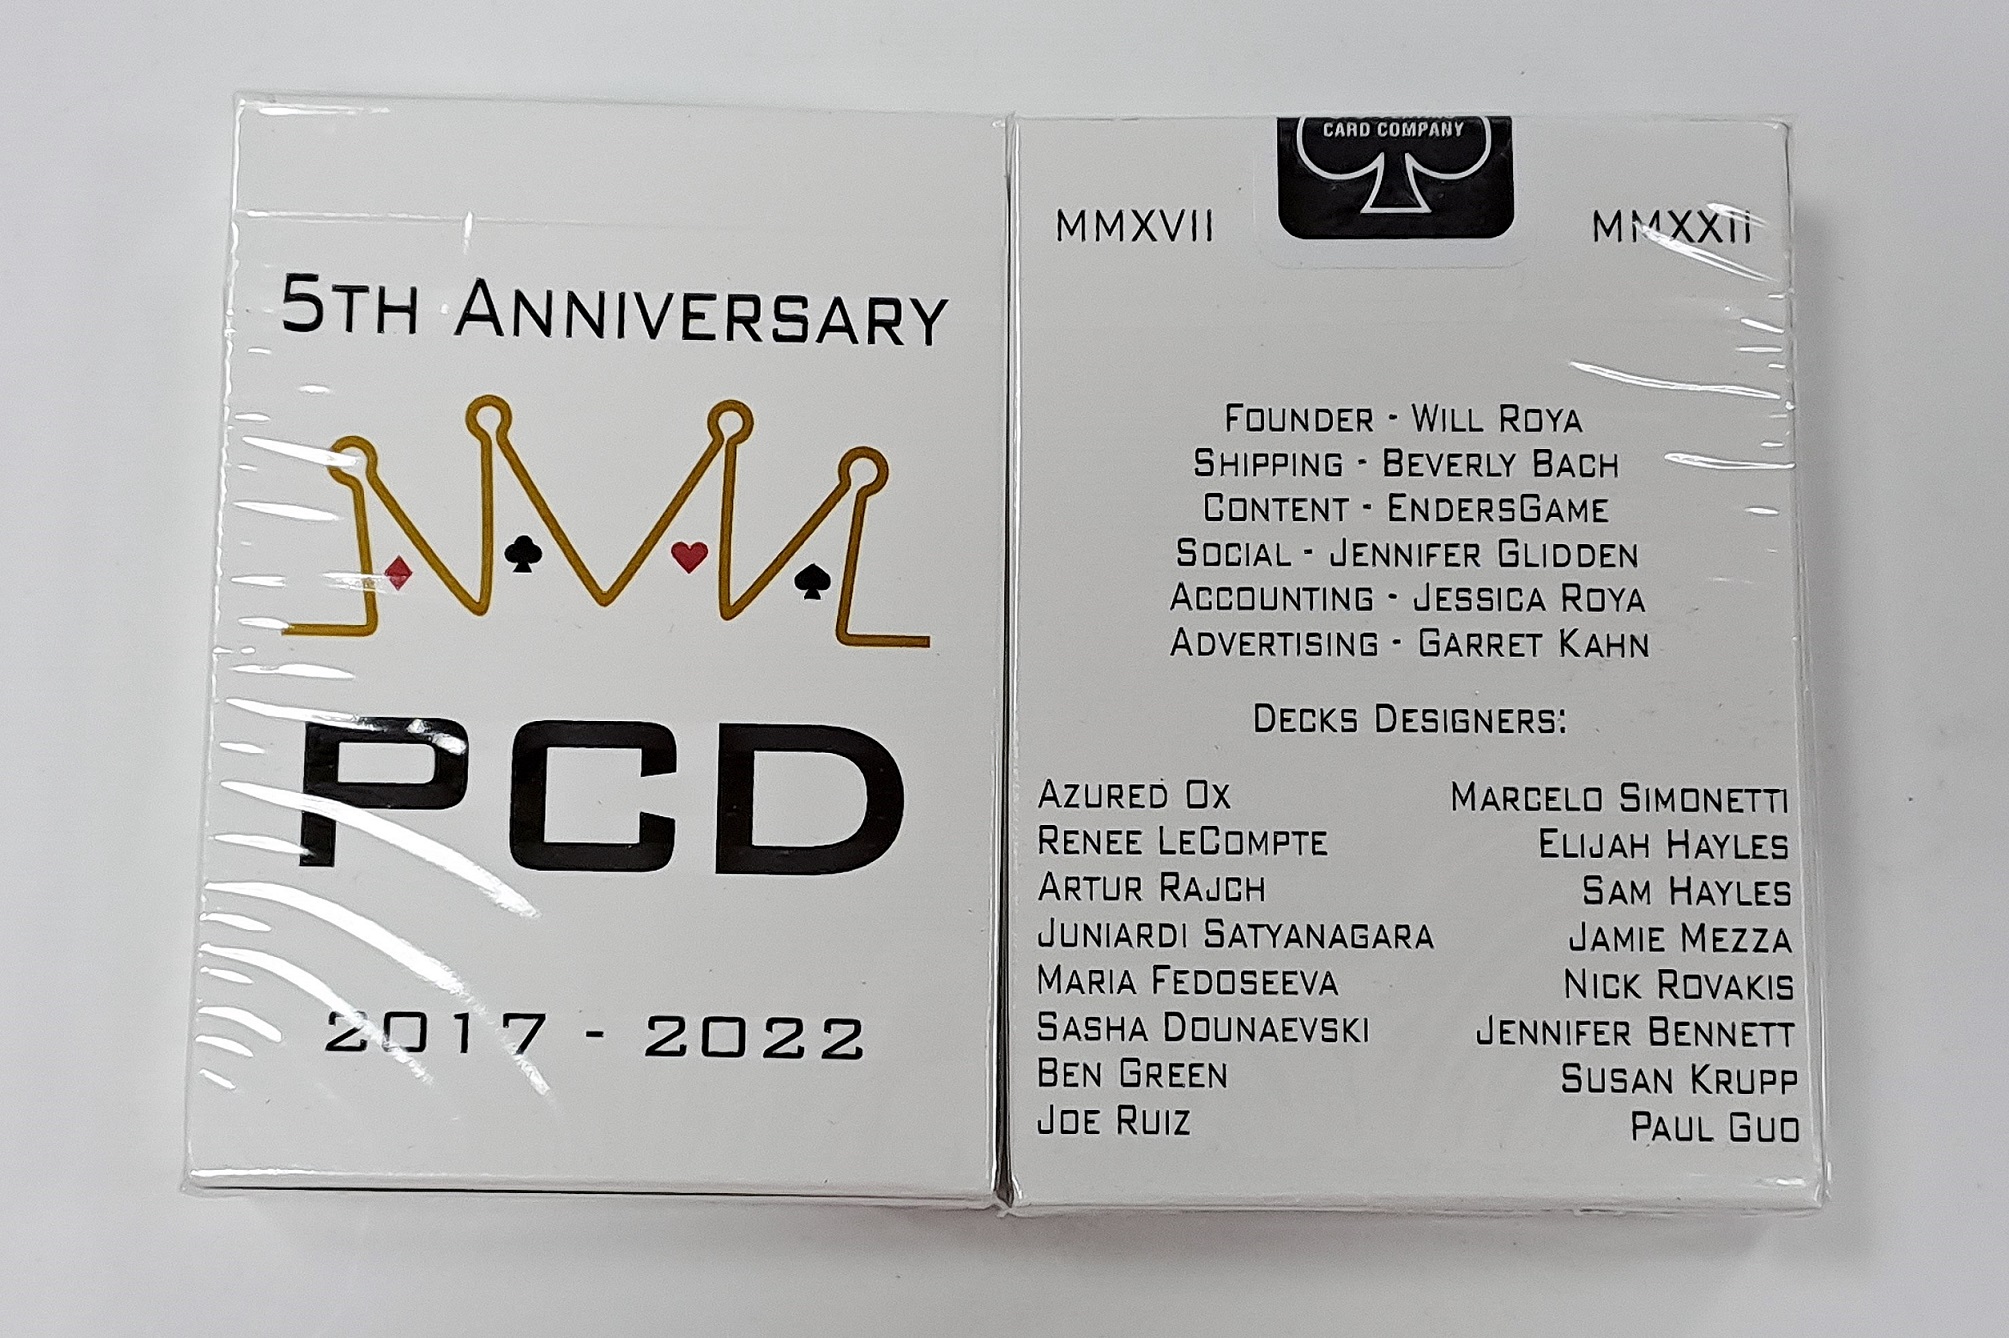 5TH ANNIVERSARY
PCD
2017 - 2022
CARD COMPANY
MMXVII
MMXXII
FOUNDER - WILL ROYA
SHIPPING - BEVERLY BACH
CONTENT - ENDERSGAME
SOCIAL - JENNIFER GLIDDEN
ACCOUNTING - JESSICA ROYA
ADVERTISING - GARRET KAHN
DECKS DESIGNERS:
AZURED OX
RENEE LECOMPTE
ARTUR RAJCH
JUNIARDI SATYANAGARA
MARIA FEDOSEEVA
SASHA DOUNAEVSKI
BEN GREEN
JOE RUIZ
MARCELO SIMONETTI
ELIJAH HAYLES
SAM HAYLES
JAMIE MEZZA
NICK ROVAKIS
JENNIFER BENNETT
SUSAN KRUPP
PAUL GUO